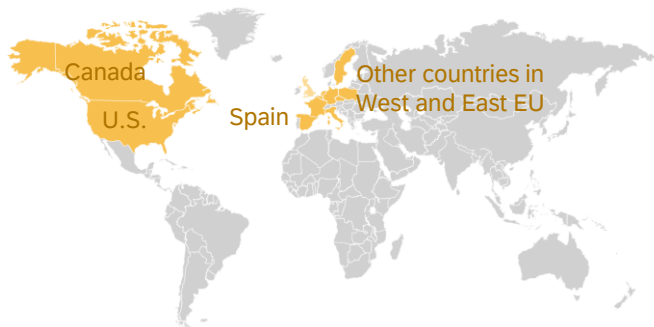 Canada
U.S.
Spain
Other countries in
West and East EU